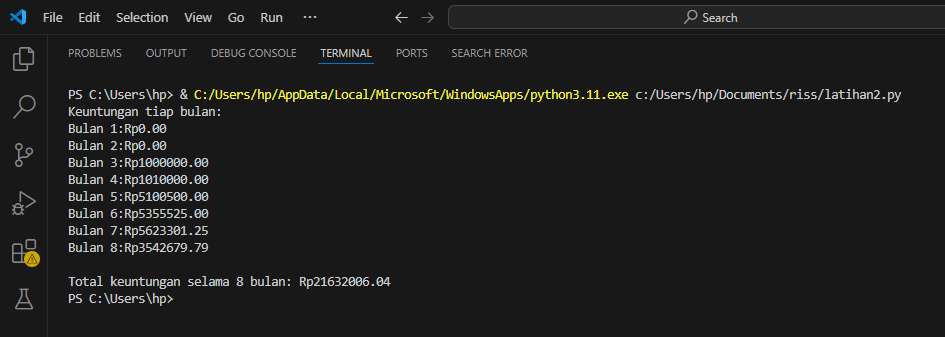 File Edit Selection View Go Run ··· ← → Search
PROBLEMS OUTPUT DEBUG CONSOLE TERMINAL PORTS SEARCH ERROR
PS C:\Users\hp> & C:/Users/hp/AppData/Local/Microsoft/WindowsApps/python3.11.exe c:/Users/hp/Documents/riss/latihan2.py
Keuntungan tiap bulan:
Bulan 1:Rp0.00
Bulan 2:Rp0.00
Bulan 3:Rp1000000.00
Bulan 4:Rp1010000.00
Bulan 5:Rp5100500.00
Bulan 6:Rp5355525.00
Bulan 7:Rp5623301.25
Bulan 8:Rp3542679.79
Total keuntungan selama 8 bulan: Rp21632006.04
PS C:\Users\hp>